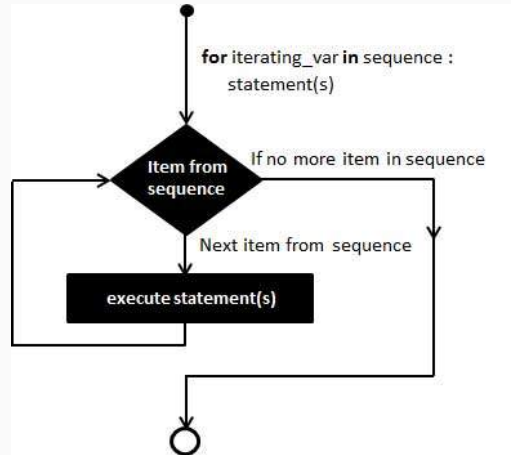 for iterating_var in sequence :
statement(s)
Item from
sequence
If no more item in sequence
Next item from sequence
execute statement(s)